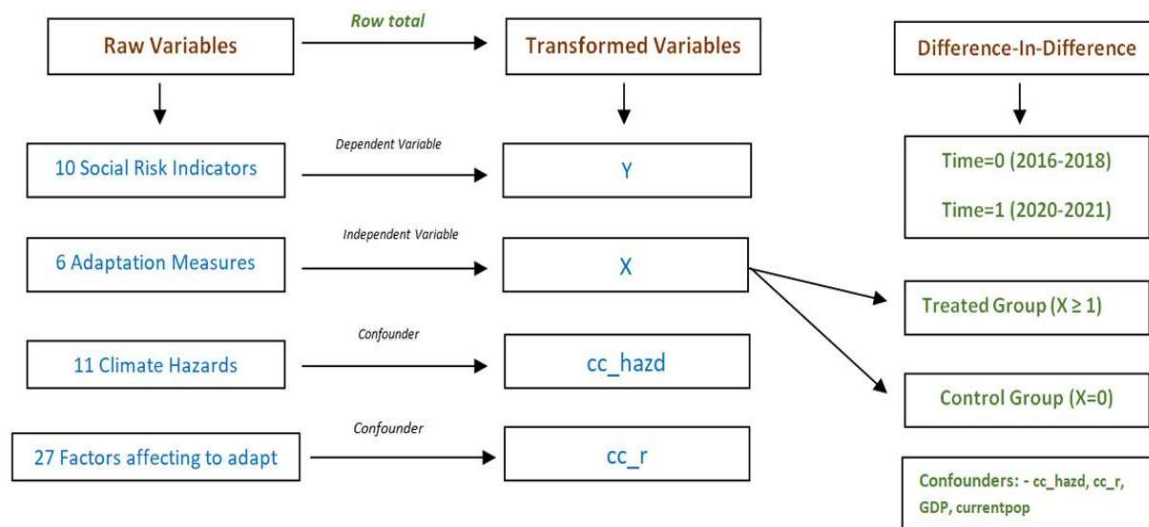 Row total
Raw Variables
Transformed Variables
Difference-In-Difference
10 Social Risk Indicators
Dependent Variable
Y
Time=0 (2016-2018)
Time=1 (2020-2021)
6 Adaptation Measures
Independent Variable
X
Treated Group (X ≥ 1)
11 Climate Hazards
Confounder
cc_hazd
Control Group (X=0)
27 Factors affecting to adapt
Confounder
cc_r
Confounders: - cc_hazd, cc_r,
GDP, currentpop